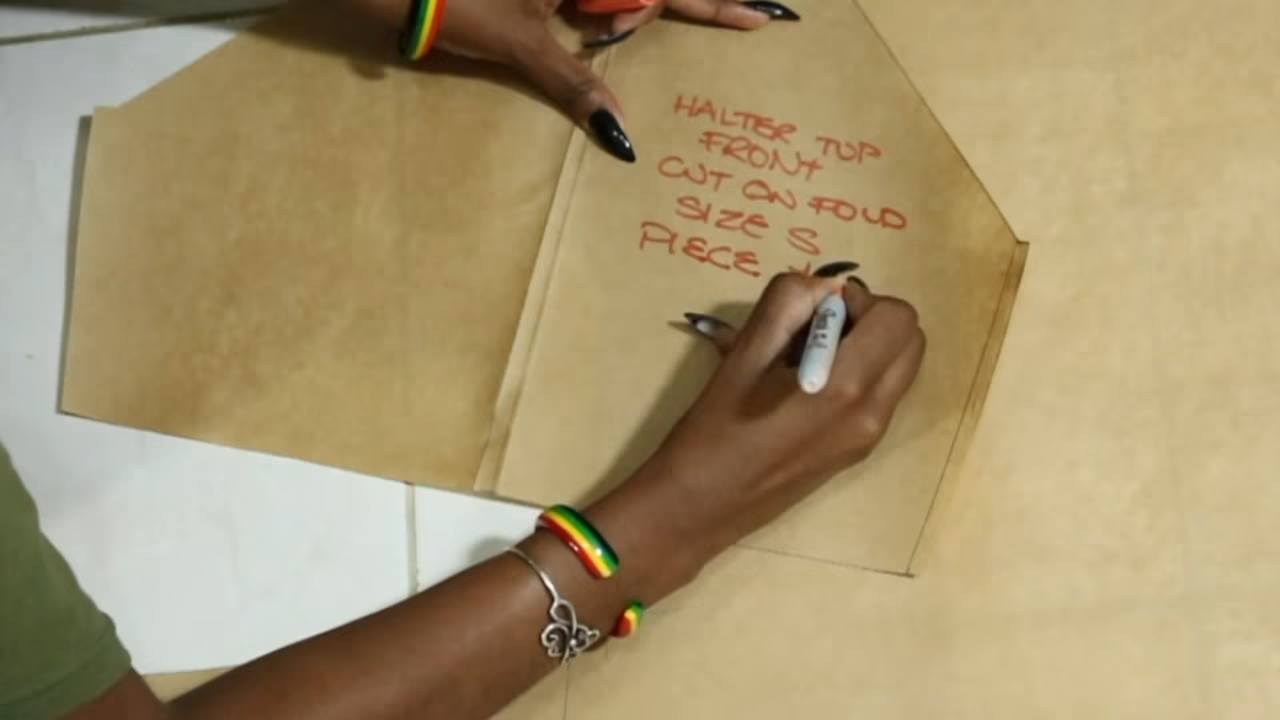 HALTER TOP
FRONT
CUT ON FOLD
SIZE S
PIECE